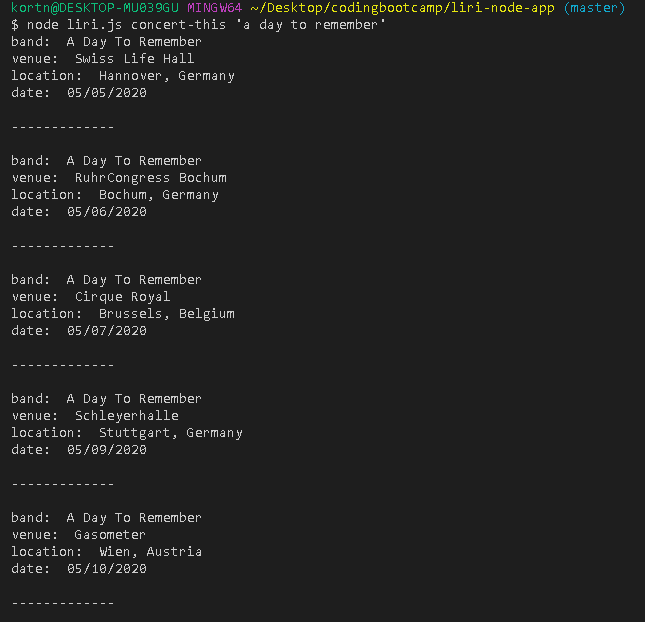 kortn@DESKTOP-MU039GU MINGW64 ~/Desktop/codingbootcamp/liri-node-app (master)
$ node liri.js concert-this 'a day to remember'
band:  A Day To Remember
venue:  Swiss Life Hall
location:  Hannover, Germany
date:  05/05/2020
-------------
band:  A Day To Remember
venue:  RuhrCongress Bochum
location:  Bochum, Germany
date:  05/06/2020
-------------
band:  A Day To Remember
venue:  Cirque Royal
location:  Brussels, Belgium
date:  05/07/2020
-------------
band:  A Day To Remember
venue:  Schleyerhalle
location:  Stuttgart, Germany
date:  05/09/2020
-------------
band:  A Day To Remember
venue:  Gasometer
location:  Wien, Austria
date:  05/10/2020
-------------